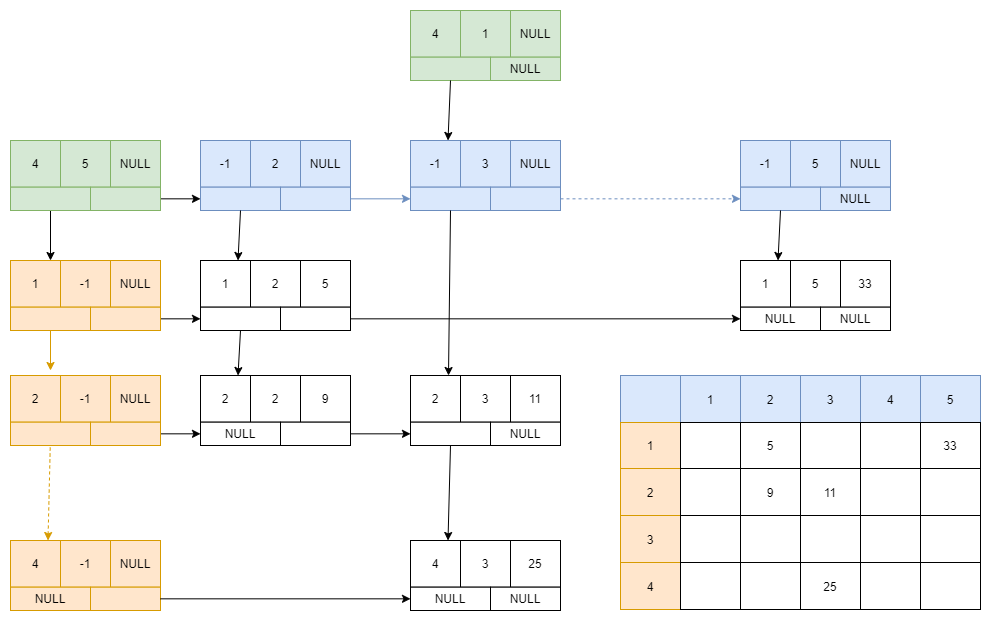 4 1 NULL
NULL
4 5 NULL
-1 2 NULL
-1 3 NULL
-1 5 NULL
NULL
1 -1 NULL
1 2 5
1 5 33
NULL NULL
2 -1 NULL
2 2 9
NULL
2 3 11
NULL
4 -1 NULL
NULL
4 3 25
NULL NULL
1 2 3 4 5
1 5 33
2 9 11
3
4 25